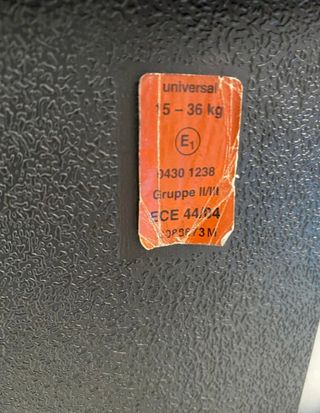 universal
15 – 36 kg
E1
0430 1238
Gruppe II/III
ECE 44/04